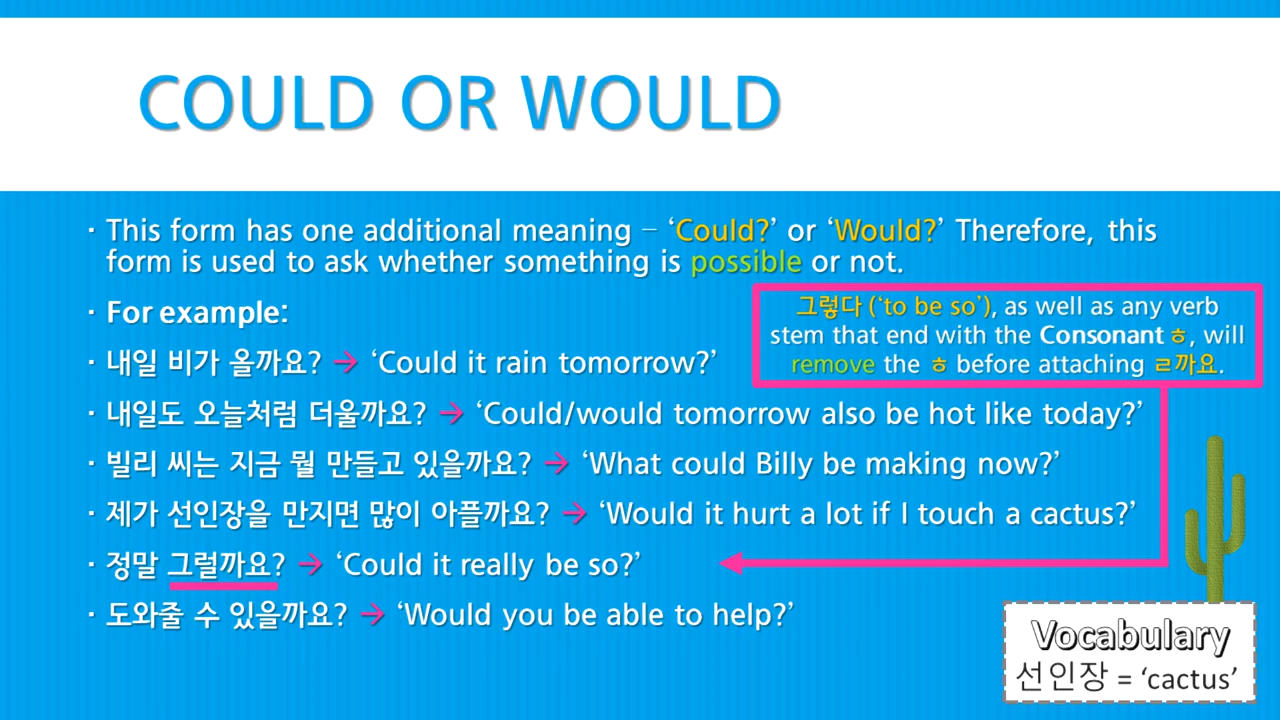 COULD OR WOULD
· This form has one additional meaning – ‘Could?’ or ‘Would?’ Therefore, this
form is used to ask whether something is possible or not.
· For example:
그렇다 (‘to be so’), as well as any verb
stem that end with the Consonant ㅎ, will
remove the ㅎ before attaching ㄹ까요.
· 내일 비가 올까요? → ‘Could it rain tomorrow?’
· 내일도 오늘처럼 더울까요? → ‘Could/would tomorrow also be hot like today?’
· 빌리 씨는 지금 뭘 만들고 있을까요? → ‘What could Billy be making now?’
· 제가 선인장을 만지면 많이 아플까요? → ‘Would it hurt a lot if I touch a cactus?’
· 정말 그럴까요? → ‘Could it really be so?’
· 도와줄 수 있을까요? → ‘Would you be able to help?’
Vocabulary
선인장 = ‘cactus’